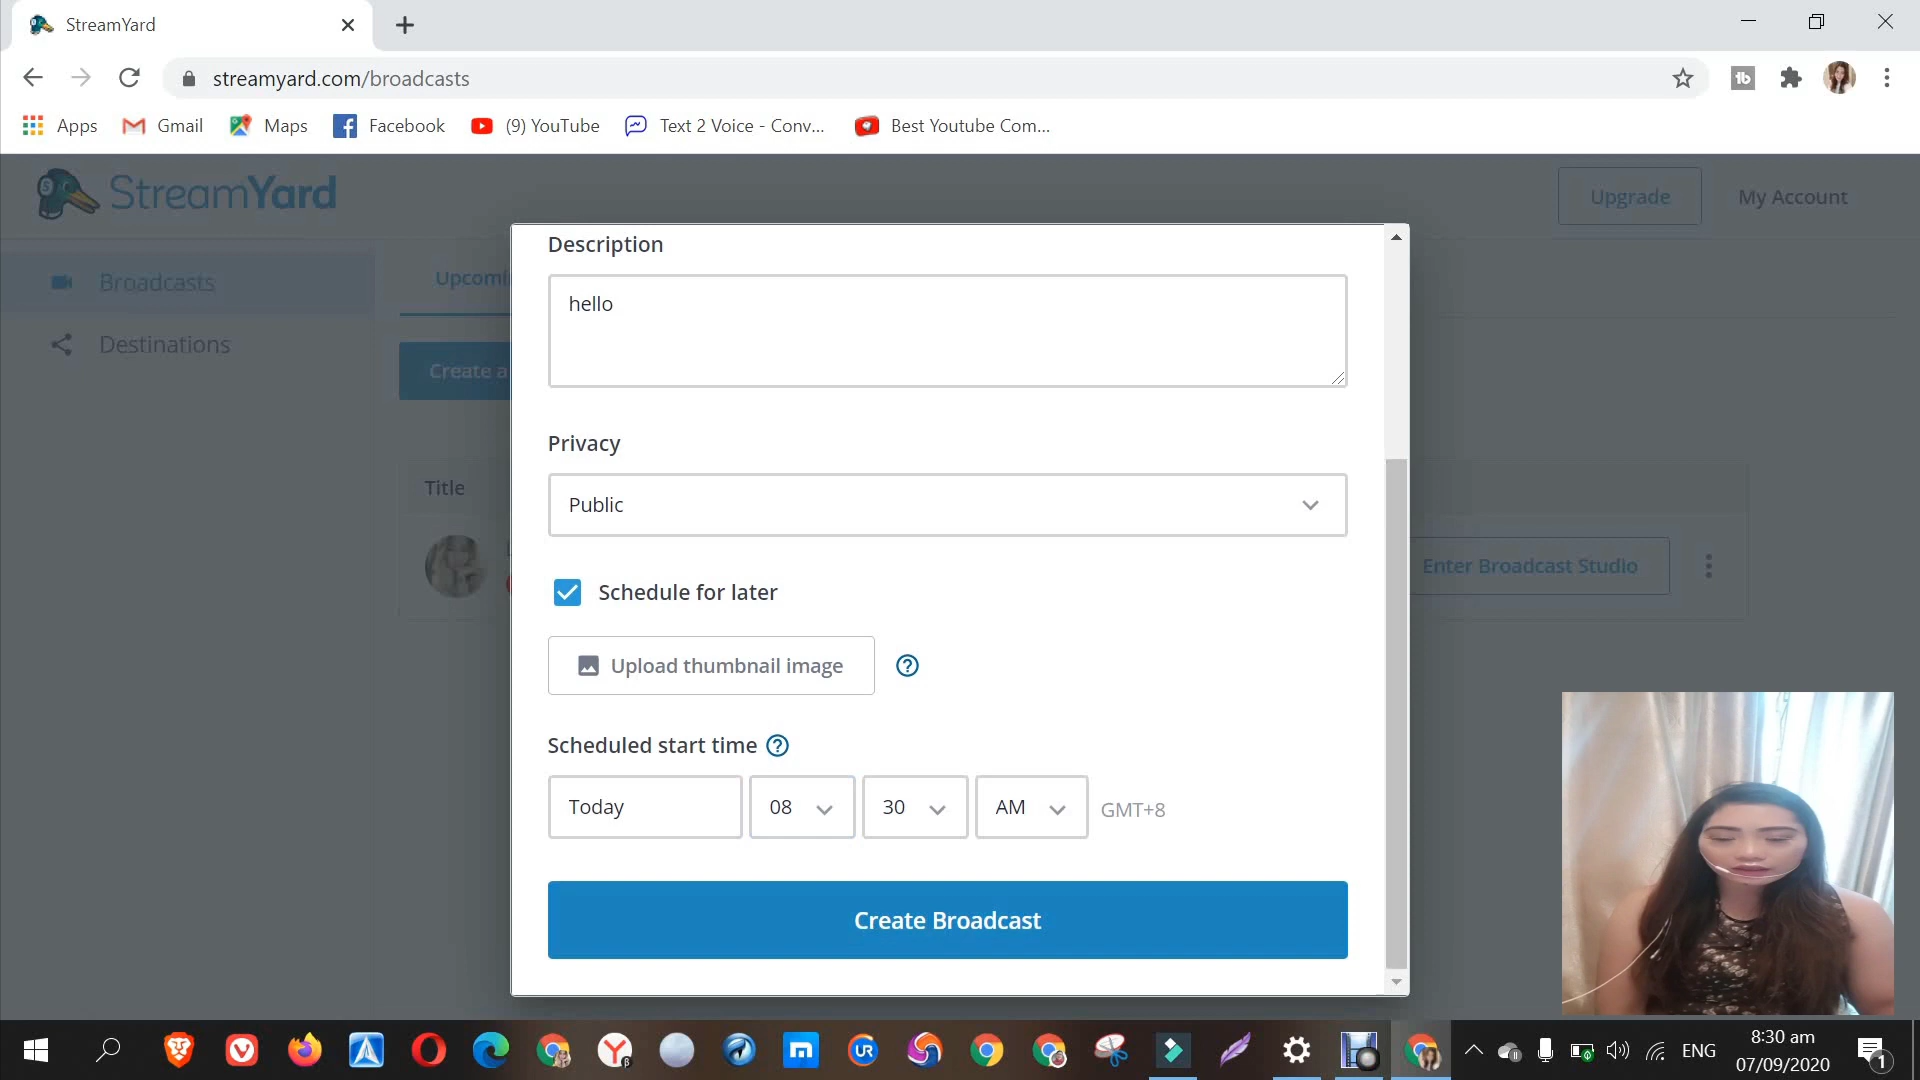 StreamYard
streamyard.com/broadcasts
Apps
Gmail
Maps
Facebook
(9) YouTube
Text 2 Voice - Conv...
Best Youtube Com...
StreamYard
Upgrade
My Account
Broadcasts
Destinations
Upcomi
Create a
Title
Enter Broadcast Studio
Description
hello
Privacy
Public
Schedule for later
Upload thumbnail image
Scheduled start time
Today
08
30
AM
GMT+8
Create Broadcast
ENG
8:30 am
07/09/2020
1